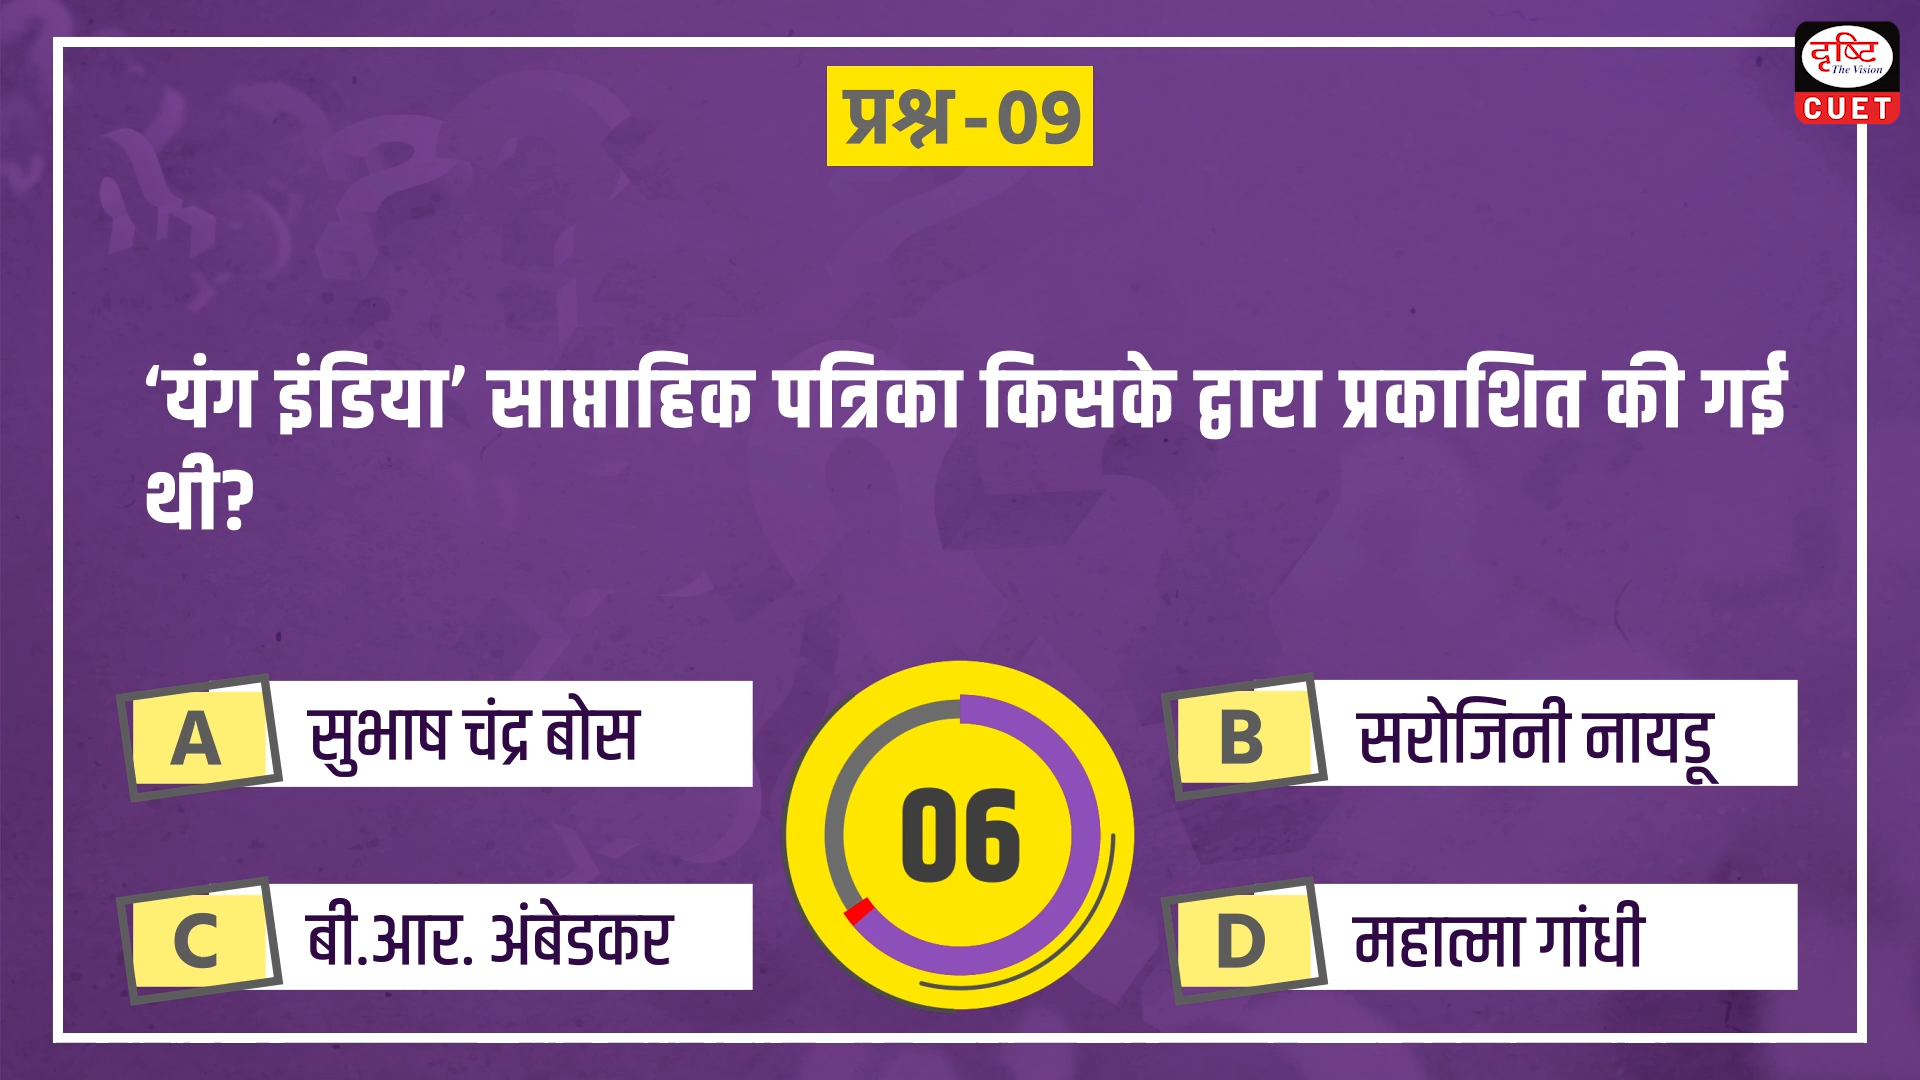 दृष्टि
The Vision
CUET
प्रश्न - 09
‘यंग इंडिया’ साप्ताहिक पत्रिका किसके द्वारा प्रकाशित की गई
थी?
A सुभाष चंद्र बोस
B सरोजिनी नायडू
06
C बी.आर. अंबेडकर
D महात्मा गांधी